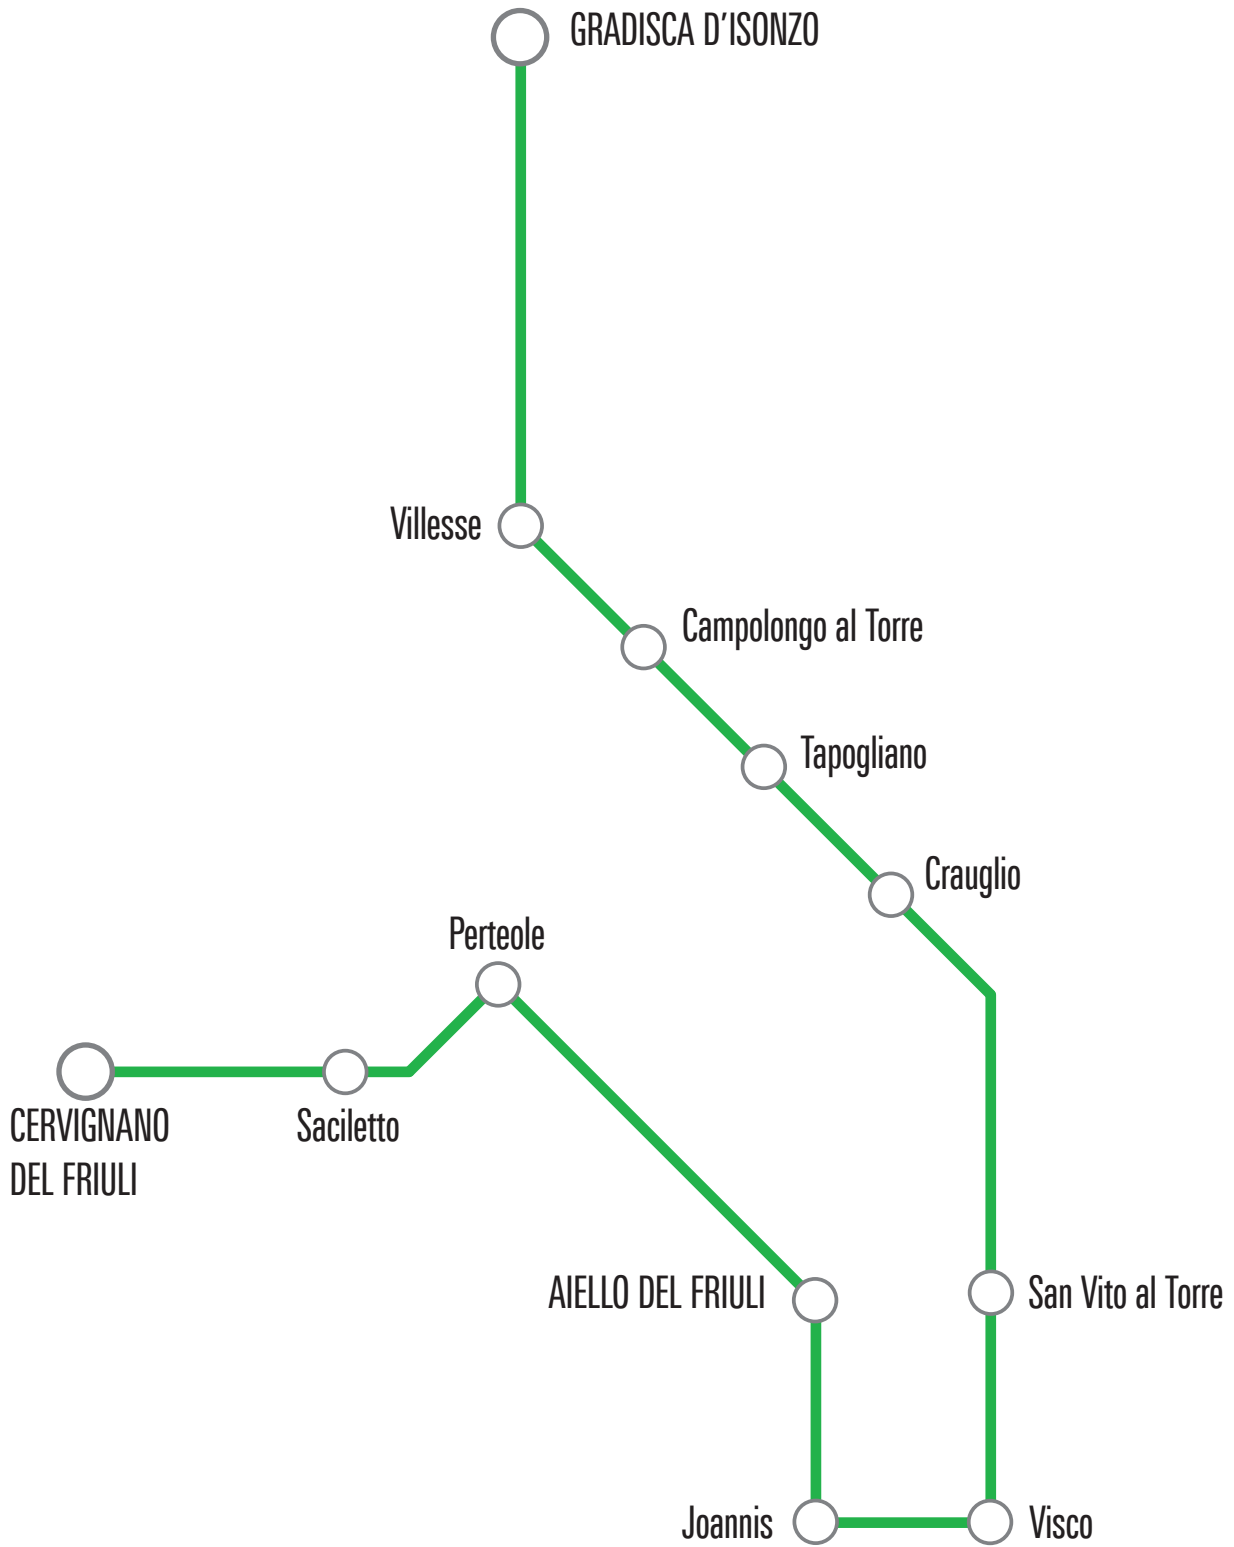 GRADISCA D'ISONZO
Villesse
Campolongo al Torre
Tapogliano
Crauglio
Perteole
CERVIGNANO
DEL FRIULI
Saciletto
AIELLO DEL FRIULI
San Vito al Torre
Joannis
Visco